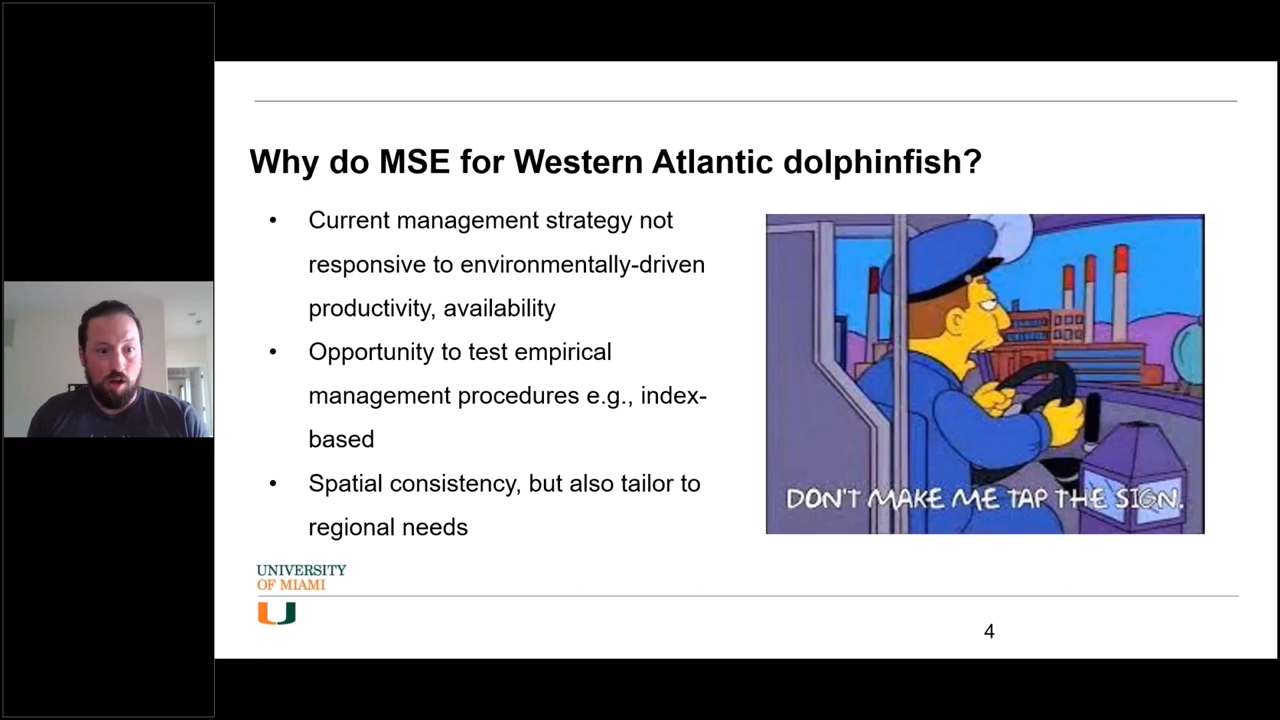 Why do MSE for Western Atlantic dolphinfish?
• Current management strategy not
responsive to environmentally-driven
productivity, availability
• Opportunity to test empirical
management procedures e.g., index-
based
• Spatial consistency, but also tailor to
regional needs
DON'T MAKE ME TAP THE SIGN.
UNIVERSITY
OF MIAMI
4